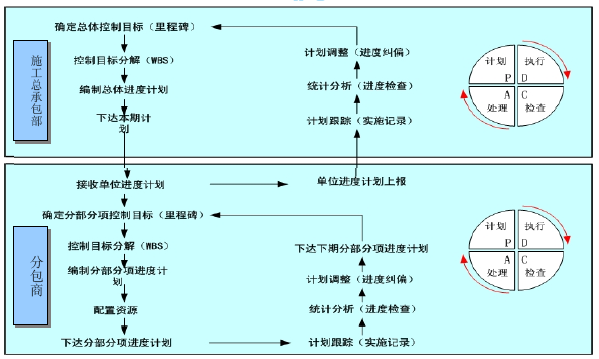 施工总承包部
确定总体控制目标（里程碑）
控制目标分解（WBS）
编制总体进度计划
下达本期计
划
计划调整（进度纠偏）
统计分析（进度检查）
计划跟踪（实施记录）
计划
执行
P
D
A
C
处理
检查
分包商
接收单位进度计划
单位进度计划上报
确定分部分项控制目标（里程碑）
控制目标分解（WBS）
编制分部分项进度计
划
配置资源
下达分部分项进度计划
下达下期分部分项进度计划
计划调整（进度纠偏）
统计分析（进度检查）
计划跟踪（实施记录）
计划
执行
P
D
A
C
处理
检查